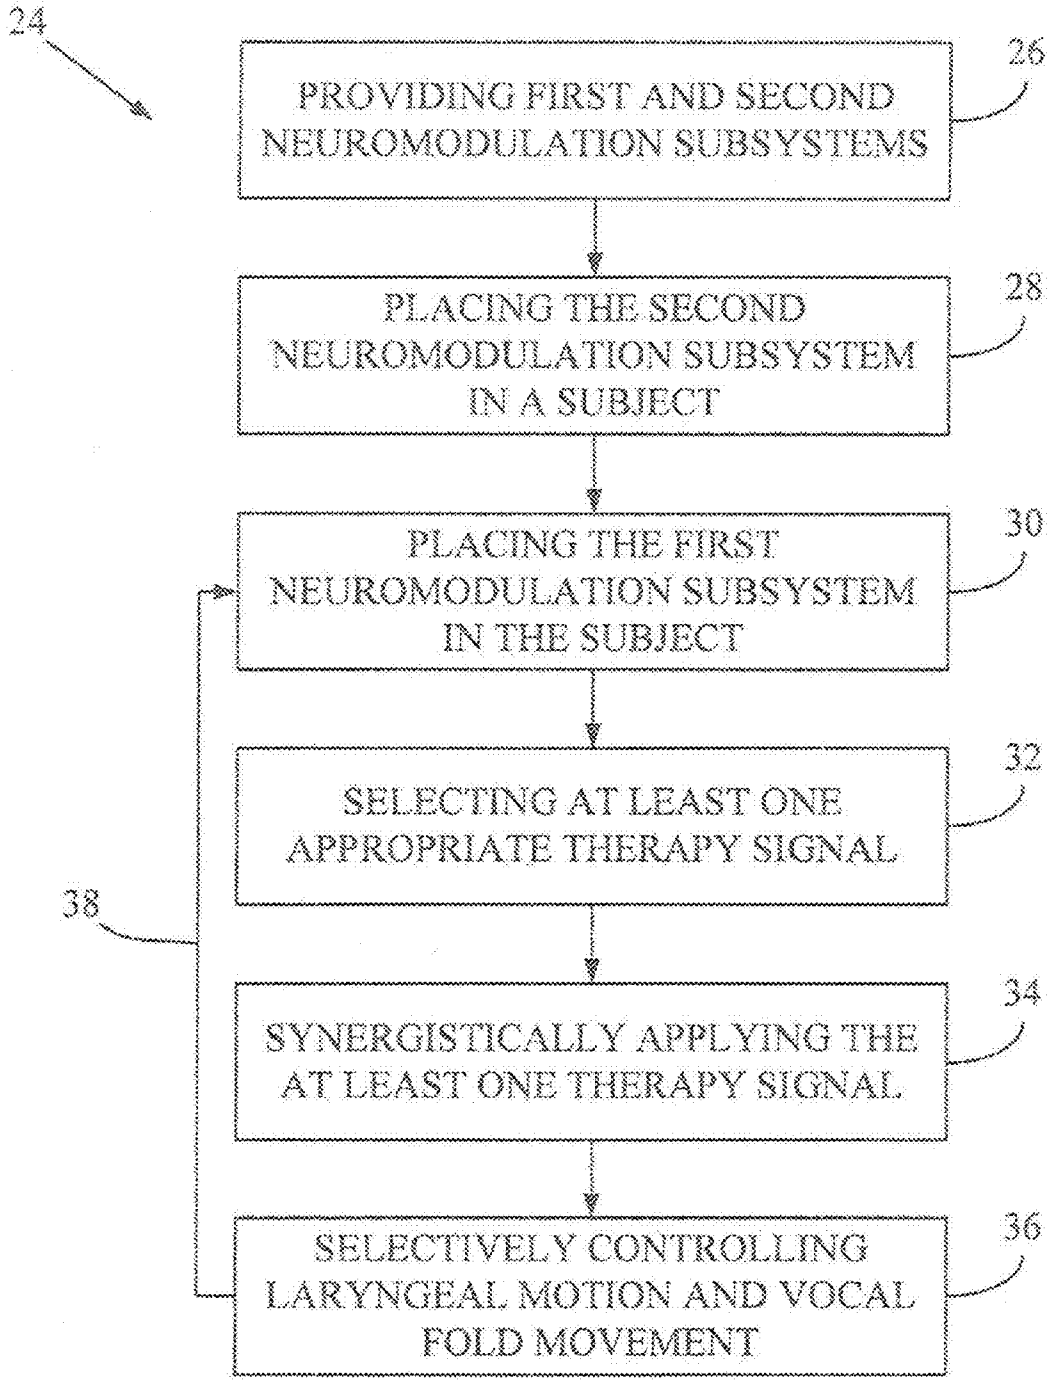 24
PROVIDING FIRST AND SECOND
NEUROMODULATION SUBSYSTEMS
26
PLACING THE SECOND
NEUROMODULATION SUBSYSTEM
IN A SUBJECT
28
PLACING THE FIRST
NEUROMODULATION SUBSYSTEM
IN THE SUBJECT
30
SELECTING AT LEAST ONE
APPROPRIATE THERAPY SIGNAL
32
38
SYNERGISTICALLY APPLYING THE
AT LEAST ONE THERAPY SIGNAL
34
SELECTIVELY CONTROLLING
LARYNGEAL MOTION AND VOCAL
FOLD MOVEMENT
36